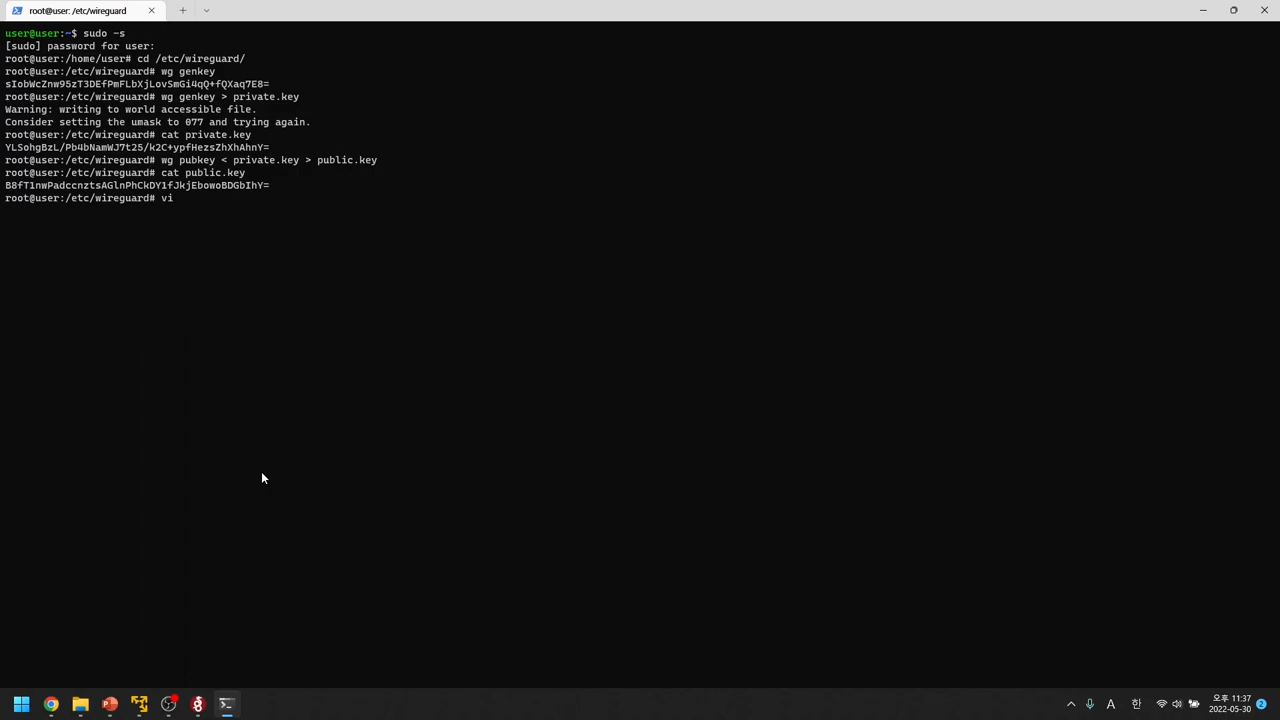 root@user: /etc/wireguard
user@user:~$ sudo -s
[sudo] password for user:
root@user:/home/user# cd /etc/wireguard/
root@user:/etc/wireguard# wg genkey
sIobWcZnw95zT3DEfPmFLbXjLovSmGi4qQ+fQXaq7E8=
root@user:/etc/wireguard# wg genkey > private.key
Warning: writing to world accessible file.
Consider setting the umask to 077 and trying again.
root@user:/etc/wireguard# cat private.key
YLSohgBzL/Pb4bNamWJ7t25/k2C+ypfHezsZhXhAhnY=
root@user:/etc/wireguard# wg pubkey < private.key > public.key
root@user:/etc/wireguard# cat public.key
B8fT1nwPadccnztsAGlnPhCkDY1fJkjEbowoBDGbIhY=
root@user:/etc/wireguard# vi
A 한 오후 11:37
2022-05-30 2